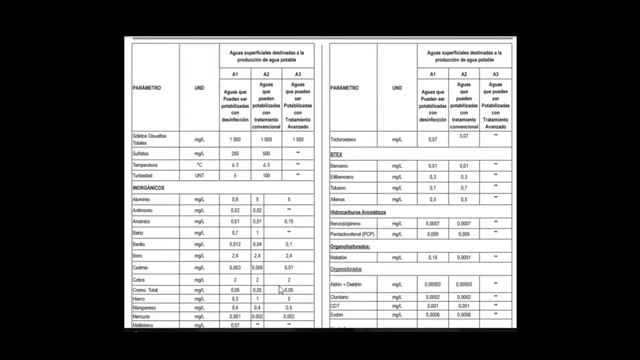 PARÁMETRO UND Aguas superficiales destinadas a la producción de agua potable
A1 A2 A3
Aguas que Pueden ser potabilizadas con desinfección
Aguas que pueden ser potabilizadas con tratamiento convencional
Aguas que pueden ser Potabilizadas con Tratamiento Avanzado
Sólidos Disueltos Totales mg/L 1 000 1 000 1 500
Sulfatos mg/L 250 500 **
Temperatura °C Δ 3 Δ 3 **
Turbiedad UNT 5 100 **
INORGÁNICOS
Aluminio mg/L 0,9 5 5
Antimonio mg/L 0,02 0,02 **
Arsénico mg/L 0,01 0,01 0,15
Bario mg/L 0,7 1 **
Berilio mg/L 0,012 0,04 0,1
Boro mg/L 2,4 2,4 2,4
Cadmio mg/L 0,003 0,005 0,01
Cobre mg/L 2 2 2
Cromo Total mg/L 0,05 0,05 0,05
Hierro mg/L 0,3 1 5
Manganeso mg/L 0,4 0,4 0,5
Mercurio mg/L 0,001 0,002 0,002
Molibdeno mg/L 0,07 ** **
PARÁMETRO UND Aguas superficiales destinadas a la producción de agua potable
A1 A2 A3
Aguas que Pueden ser potabilizadas con desinfección
Aguas que pueden ser potabilizadas con tratamiento convencional
Aguas que pueden ser Potabilizadas con Tratamiento Avanzado
Tricloroeteno mg/L 0,07 0,07 **
BTEX
Benceno mg/L 0,01 0,01 **
Etilbenceno mg/L 0,3 0,3 **
Tolueno mg/L 0,7 0,7 **
Xilenos mg/L 0,5 0,5 **
Hidrocarburos Aromáticos
Benzo(a)pireno mg/L 0,0007 0,0007 **
Pentaclorofenol (PCP) mg/L 0,009 0,009 **
Organofosforados:
Malatión mg/L 0,19 0,0001 **
Organoclorados
Aldrín + Dieldrín mg/L 0,00003 0,00003 **
Clordano mg/L 0,0002 0,0002 **
DDT mg/L 0,001 0,001 **
Endrín mg/L 0,0006 0,0006 **